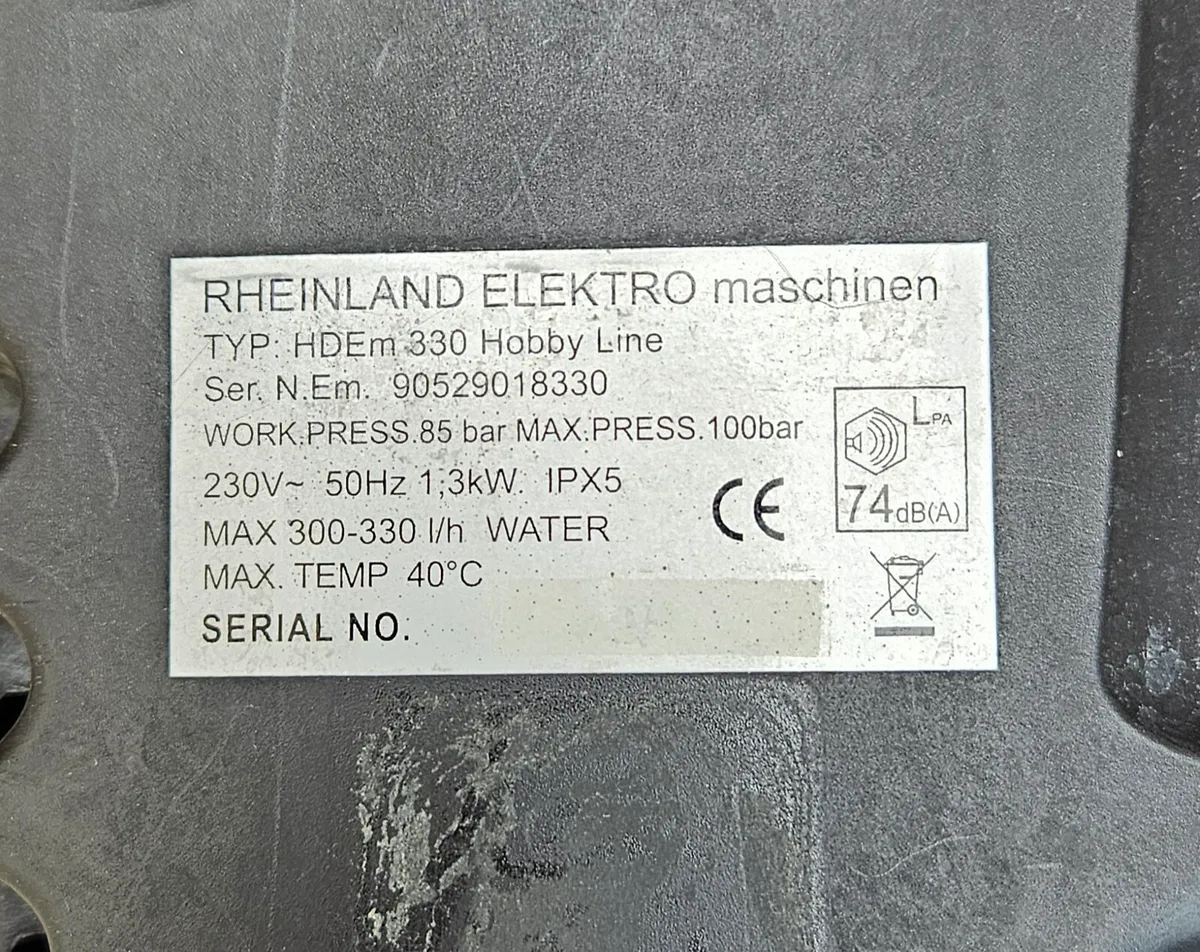 RHEINLAND ELEKTRO maschinen
TYP: HDEm 330 Hobby Line
Ser. N.Em. 90529018330
WORK.PRESS.85 bar MAX.PRESS.100bar
230V~ 50Hz 1,3kW. IPX5
MAX 300-330 l/h WATER
MAX. TEMP 40°C
SERIAL NO.
CE
LPA
74dB(A)